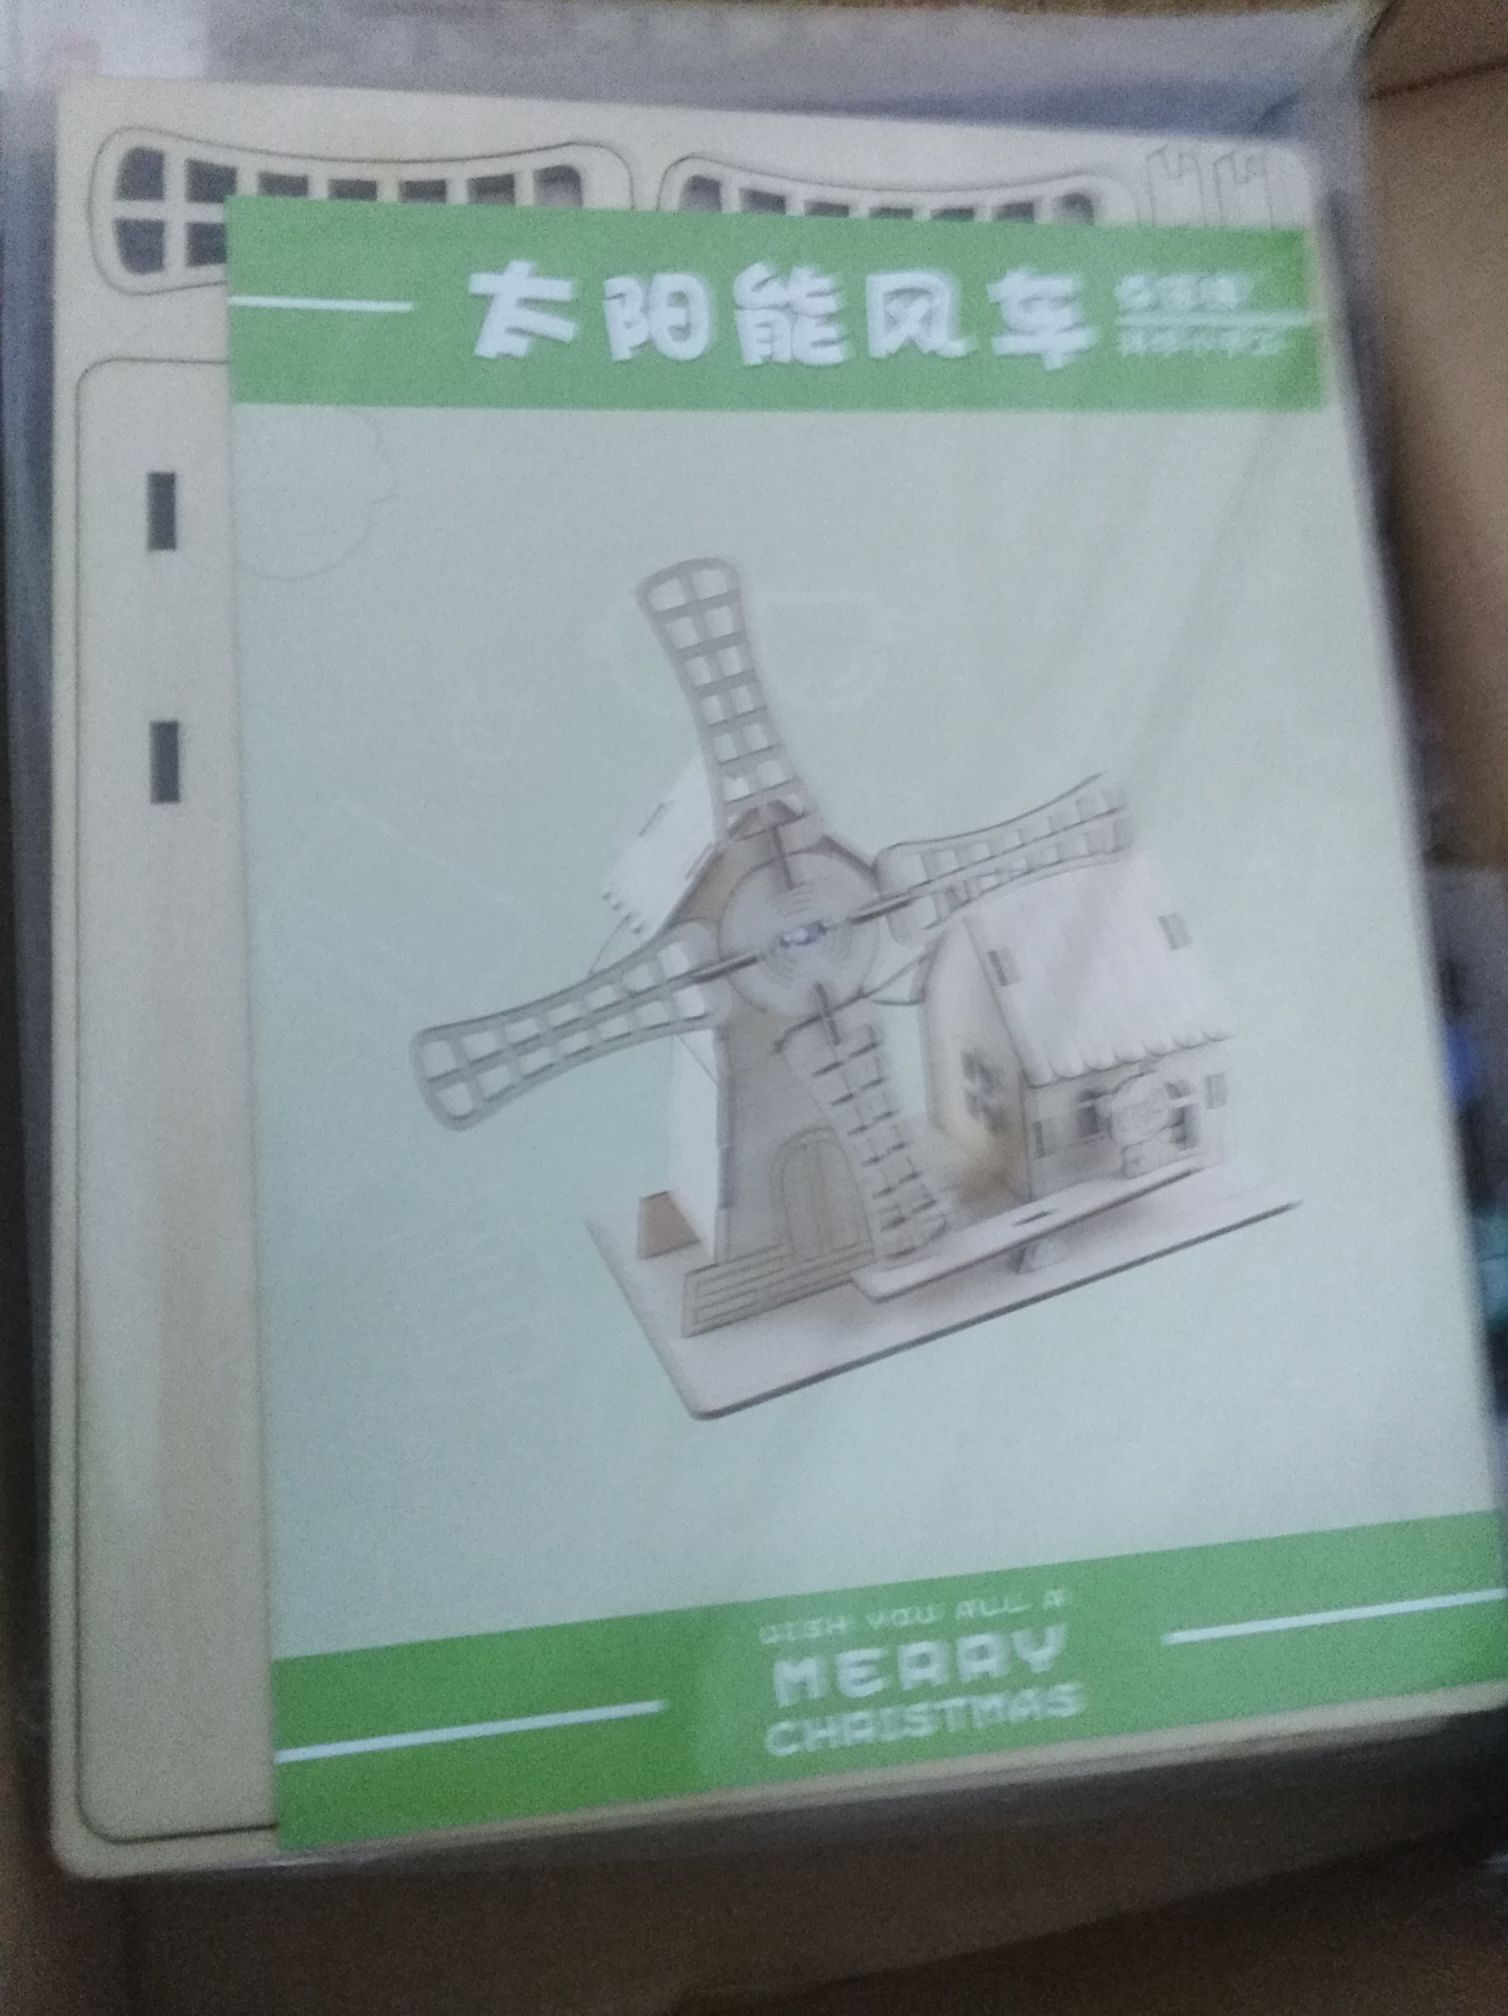 太阳能风车
WISH YOU ALL A
MERRY
CHRISTMAS